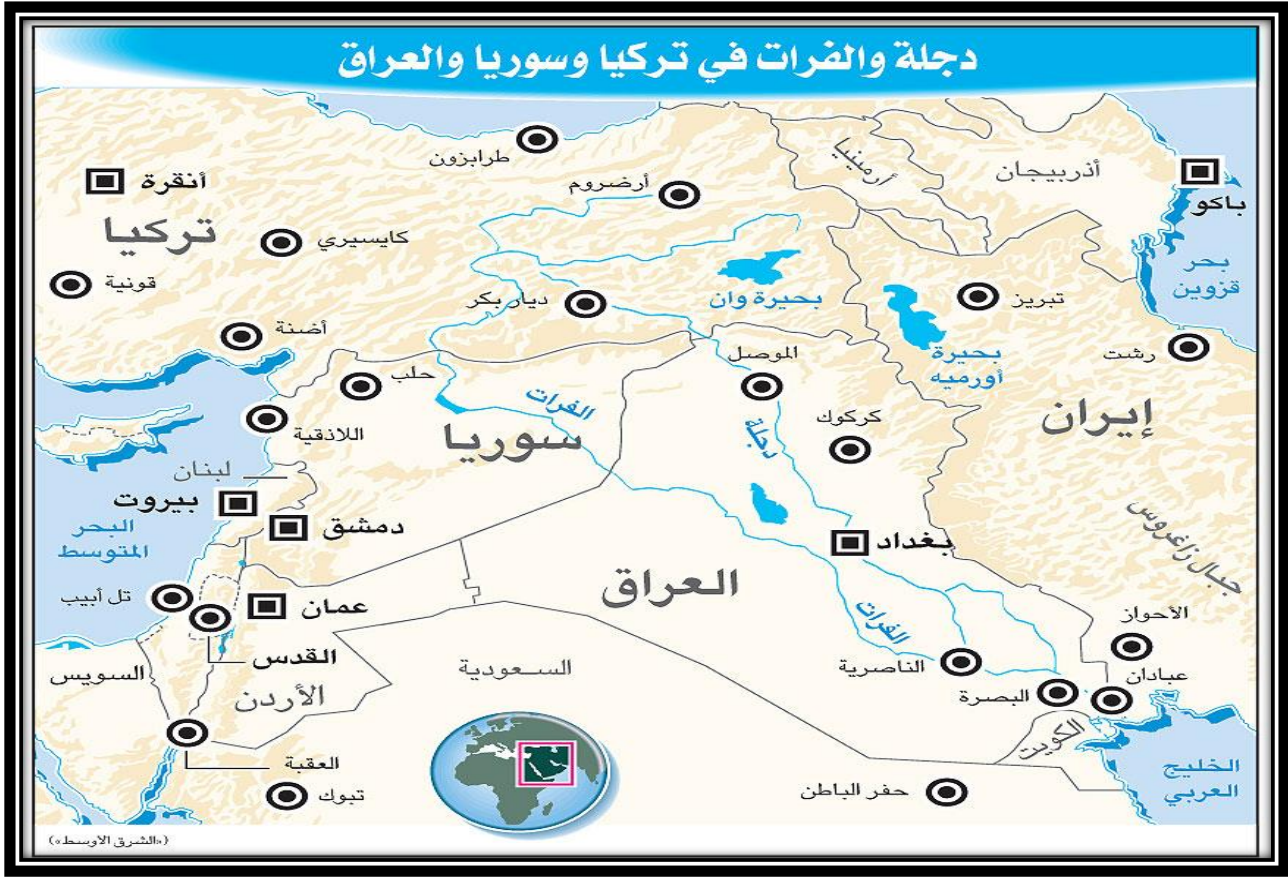 دجلة والفرات في تركيا وسوريا والعراق
طرابزون
أذربيجان
أرمينيا
باكو
أنقرة
أرضروم
تركيا
كايسيري
بحر
قزوين
قونية
ديار بكر
بحيرة وان
تبريز
أضنة
الموصل
بحيرة
أورميه
رشت
حلب
الفرات
كركوك
إيران
اللاذقية
سوريا
دجلة
لبنان
بيروت
دمشق
البحر
المتوسط
بغداد
جبال زاغروس
العراق
تل أبيب
عمان
الفرات
الأحواز
القدس
السعودية
الناصرية
السويس
الأردن
البصرة
عبادان
الكويت
العقبة
الخليج
العربي
تبوك
حفر الباطن
(«الشرق الاوسط»)